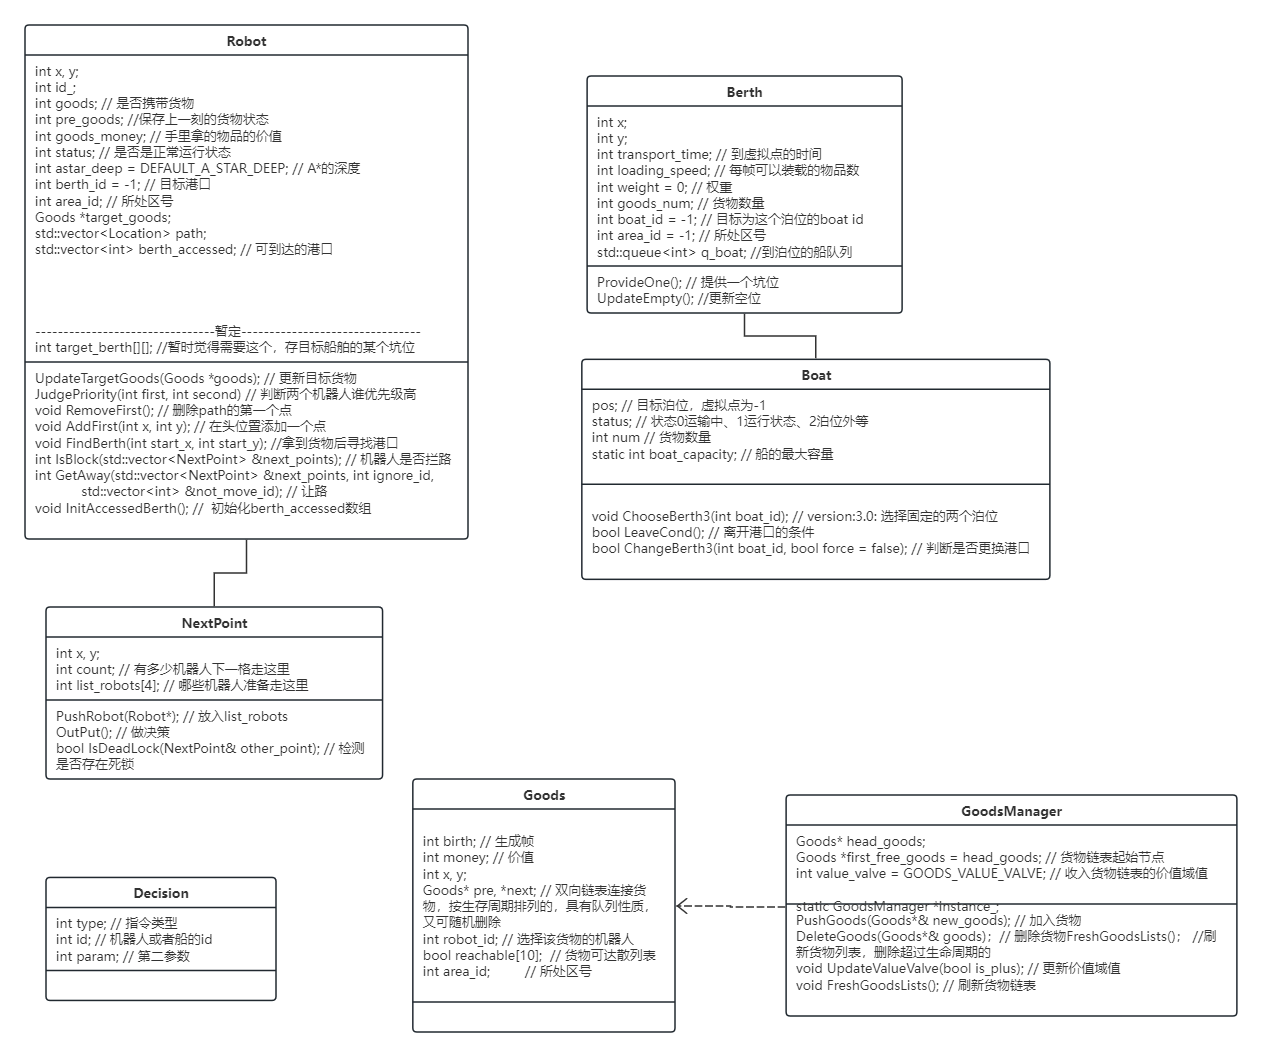 Robot
int x, y;
int id_;
int goods; // 是否携带货物
int pre_goods; //保存上一刻的货物状态
int goods_money; // 手里拿的物品的价值
int status; // 是否是正常运行状态
int astar_deep = DEFAULT_A_STAR_DEEP; // A*的深度
int berth_id = -1; // 目标港口
int area_id; // 所处区号
Goods *target_goods;
std::vector<Location> path;
std::vector<int> berth_accessed; // 可到达的港口
--------------------------------暂定--------------------------------
int target_berth[][]; //暂时觉得需要这个，存目标船舶的某个坑位
UpdateTargetGoods(Goods *goods); // 更新目标货物
JudgePriority(int first, int second) // 判断两个机器人谁优先级高
void RemoveFirst(); // 删除path的第一个点
void AddFirst(int x, int y); // 在头位置添加一个点
void FindBerth(int start_x, int start_y); //拿到货物后寻找港口
int IsBlock(std::vector<NextPoint> &next_points); // 机器人是否拦路
int GetAway(std::vector<NextPoint> &next_points, int ignore_id,
std::vector<int> &not_move_id); // 让路
void InitAccessedBerth(); //  初始化berth_accessed数组
Berth
int x;
int y;
int transport_time; // 到虚拟点的时间
int loading_speed; // 每帧可以装载的物品数
int weight = 0; // 权重
int goods_num; // 货物数量
int boat_id = -1; // 目标为这个泊位的boat id
int area_id = -1; // 所处区号
std::queue<int> q_boat; //到泊位的船队列
ProvideOne(); // 提供一个坑位
UpdateEmpty(); //更新空位
Boat
pos; // 目标泊位，虚拟点为-1
status; // 状态0运输中、1运行状态、2泊位外等
int num // 货物数量
static int boat_capacity; // 船的最大容量
void ChooseBerth3(int boat_id); // version:3.0: 选择固定的两个泊位
bool LeaveCond(); // 离开港口的条件
bool ChangeBerth3(int boat_id, bool force = false); // 判断是否更换港口
NextPoint
int x, y;
int count; // 有多少机器人下一格走这里
int list_robots[4]; // 哪些机器人准备走这里
PushRobot(Robot*); // 放入list_robots
OutPut(); // 做决策
bool IsDeadLock(NextPoint& other_point); // 检测
是否存在死锁
Goods
int birth; // 生成帧
int money; // 价值
int x, y;
Goods* pre, *next; // 双向链表连接货
物，按生存周期排列的，具有队列性质，
又可随机删除
int robot_id; // 选择该货物的机器人
bool reachable[10];  // 货物可达散列表
int area_id;         // 所处区号
GoodsManager
Goods* head_goods;
Goods *first_free_goods = head_goods; // 货物链表起始节点
int value_valve = GOODS_VALUE_VALVE; // 收入货物链表的价值域值
static GoodsManager *instance_;
PushGoods(Goods*& new_goods); // 加入货物
DeleteGoods(Goods*& goods)；// 删除货物FreshGoodsLists()； //刷
新货物列表，删除超过生命周期的
void UpdateValueValve(bool is_plus); // 更新价值域值
void FreshGoodsLists(); // 刷新货物链表
Decision
int type; // 指令类型
int id; // 机器人或者船的id
int param; // 第二参数